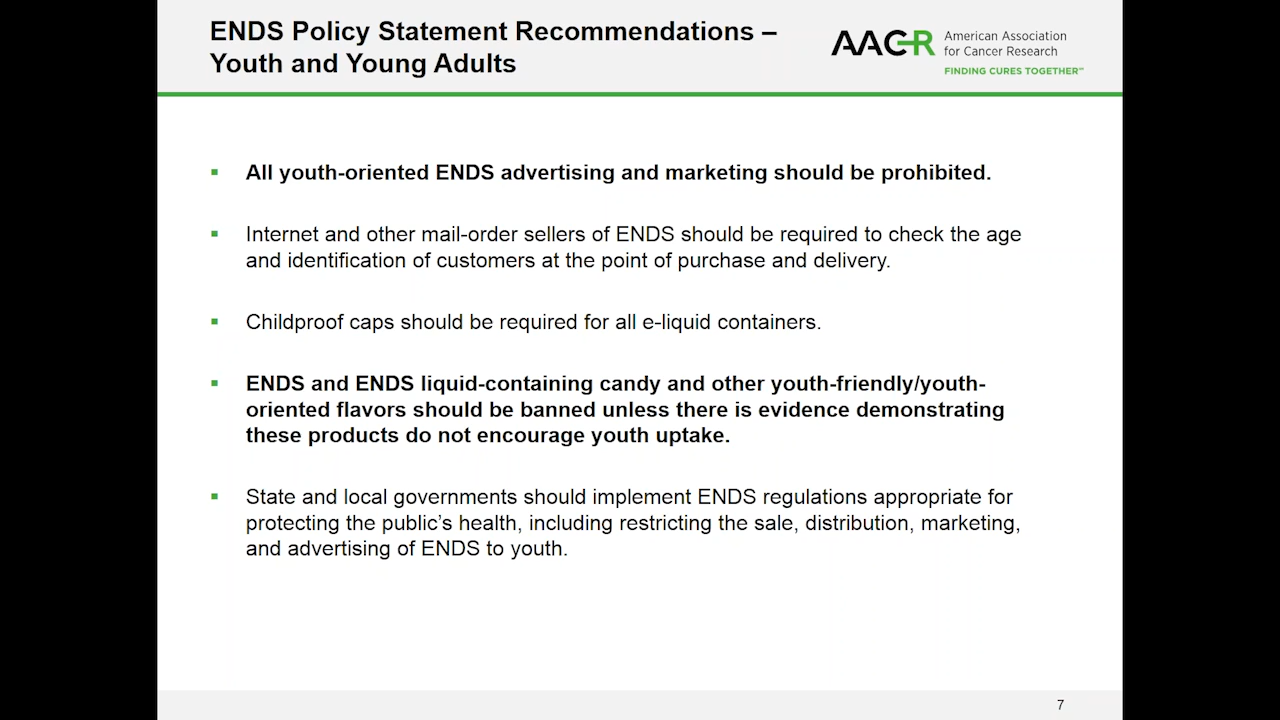 ENDS Policy Statement Recommendations –
Youth and Young Adults
AACR
American Association
for Cancer Research
FINDING CURES TOGETHER℠
▪ All youth-oriented ENDS advertising and marketing should be prohibited.
▪ Internet and other mail-order sellers of ENDS should be required to check the age
and identification of customers at the point of purchase and delivery.
▪ Childproof caps should be required for all e-liquid containers.
▪ ENDS and ENDS liquid-containing candy and other youth-friendly/youth-
oriented flavors should be banned unless there is evidence demonstrating
these products do not encourage youth uptake.
▪ State and local governments should implement ENDS regulations appropriate for
protecting the public’s health, including restricting the sale, distribution, marketing,
and advertising of ENDS to youth.
7